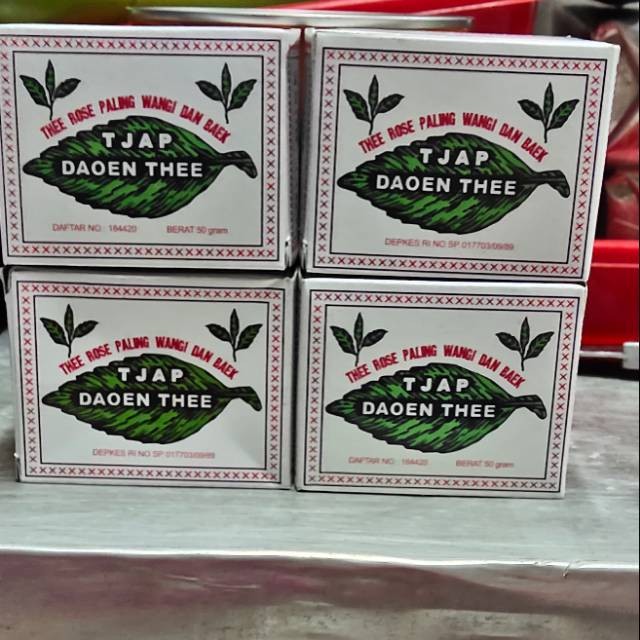 THEE ROSE PALING WANGI DAN BAEK
TJAP
DAOEN THEE
DAFTAR NO : 184420 BERAT 50 gram
THEE ROSE PALING WANGI DAN BAEK
TJAP
DAOEN THEE
DEPKES RI NO SP. 017703/09/89
THEE ROSE PALING WANGI DAN BAEK
TJAP
DAOEN THEE
DEPKES RI NO SP. 017703/09/89
THEE ROSE PALING WANGI DAN BAEK
TJAP
DAOEN THEE
DAFTAR NO : 184420 BERAT 50 gram